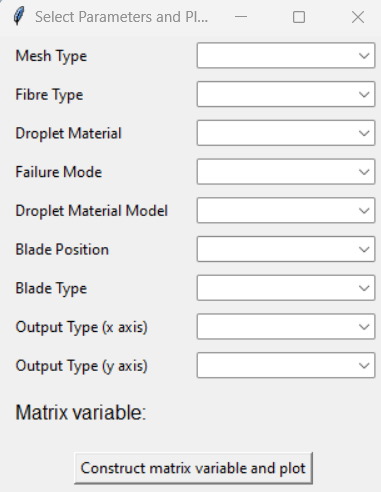 Select Parameters and Pl...
Mesh Type
Fibre Type
Droplet Material
Failure Mode
Droplet Material Model
Blade Position
Blade Type
Output Type (x axis)
Output Type (y axis)
Matrix variable:
Construct matrix variable and plot